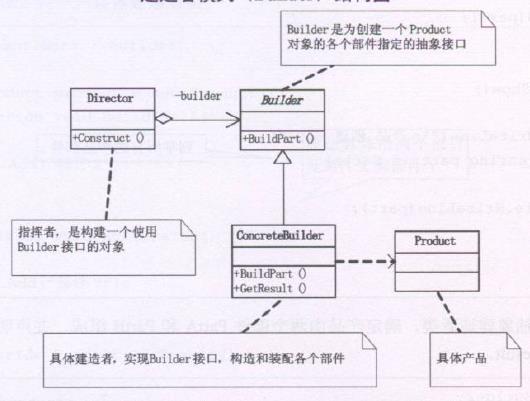 Builder是为创建一个Product
对象的各个部件指定的抽象接口
Director
-builder
Builder
+Construct()
+BuildPart()
指挥者,是构建一个使用
Builder接口的对象
ConcreteBuilder
Product
+BuildPart()
+GetResult()
具体建造者,实现Builder接口,构造和装配各个部件
具体产品